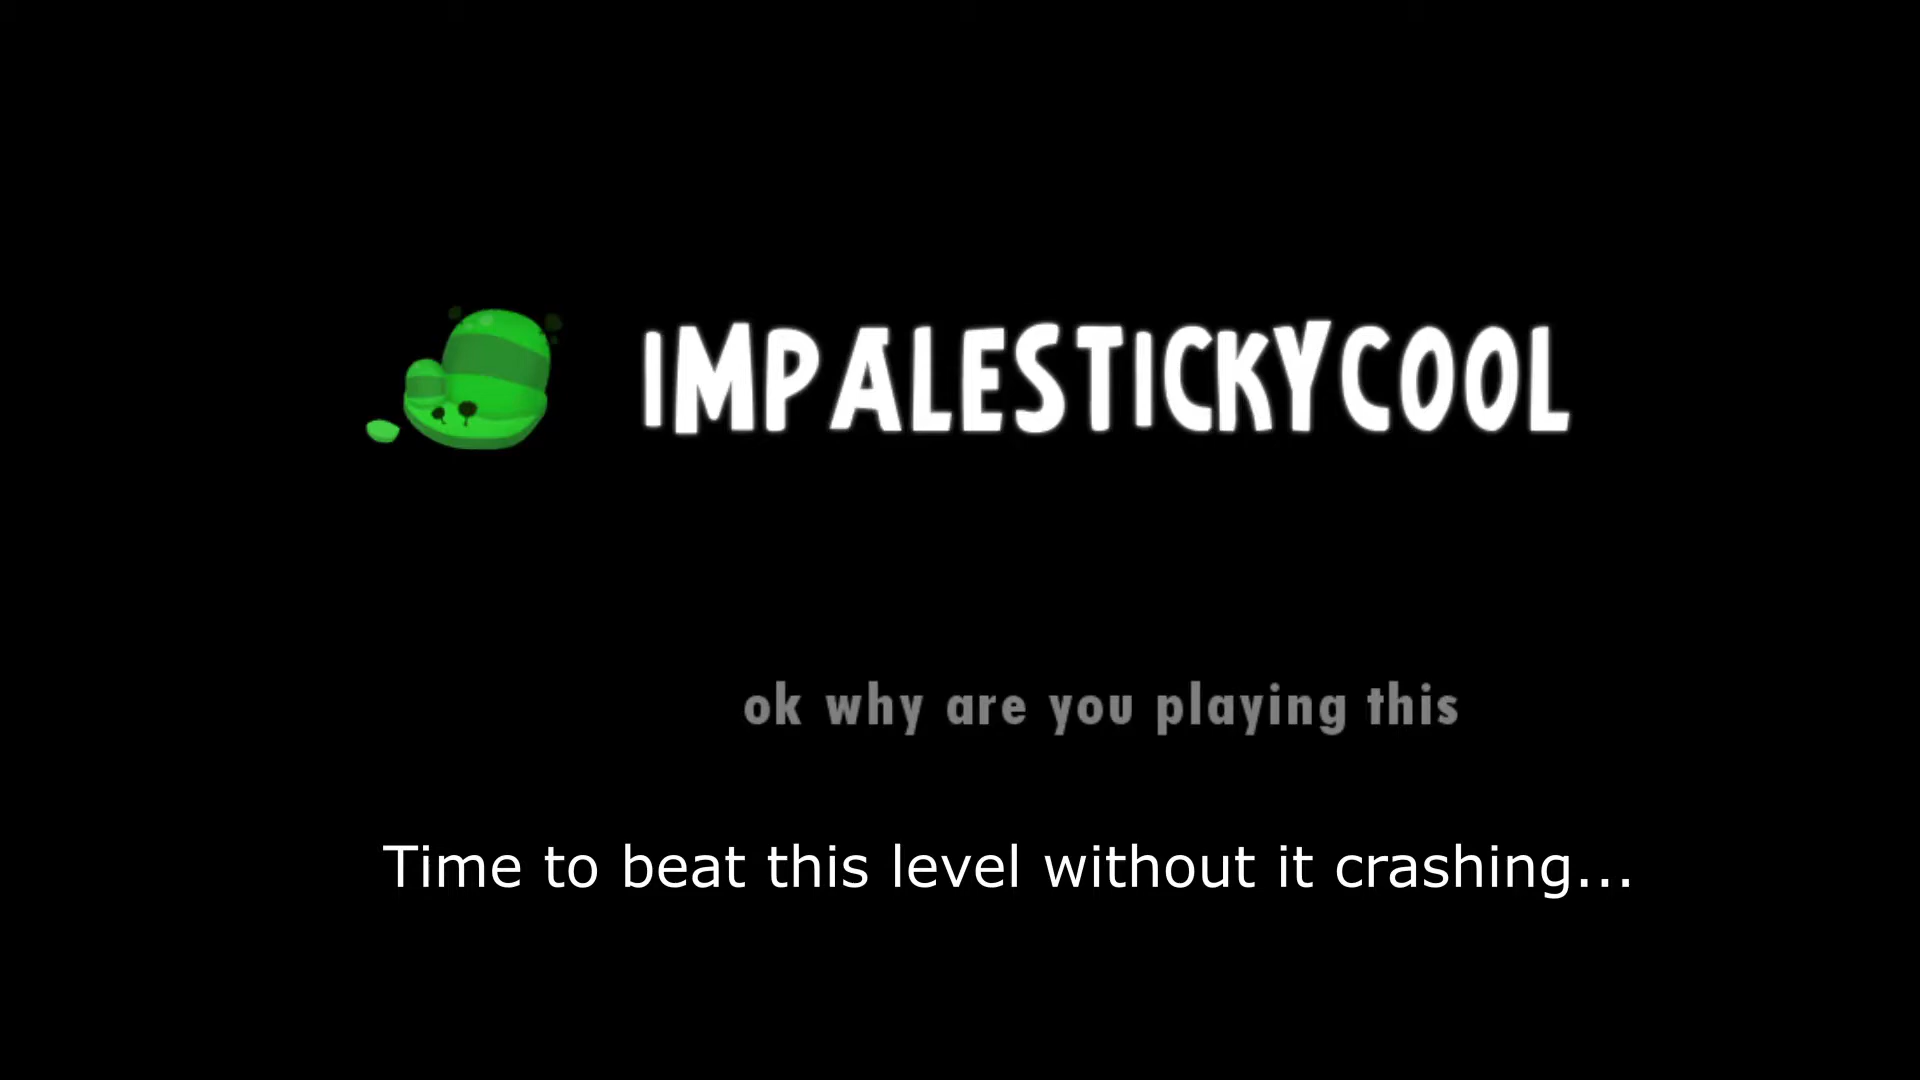 IMPALESTICKYCOOL
ok why are you playing this
Time to beat this level without it crashing...